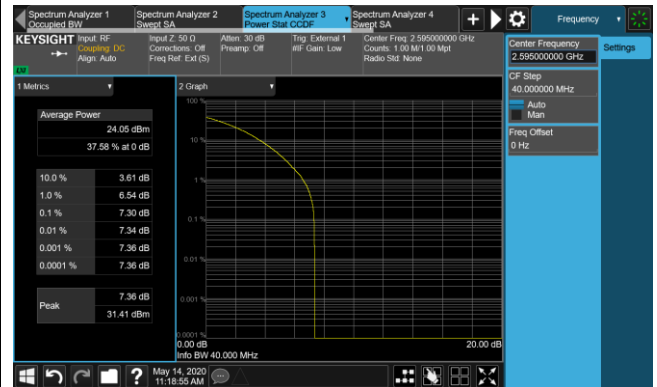 Spectrum Analyzer 1
Occupied BW
Spectrum Analyzer 2
Swept SA
Spectrum Analyzer 3
Power Stat CCDF
Spectrum Analyzer 4
Swept SA
Frequency
KEYSIGHT
Input: RF
Coupling: DC
Align: Auto
Input Z: 50 Ω
Corrections: Off
Freq Ref: Ext (S)
Atten: 30 dB
Preamp: Off
Trig: External 1
#IF Gain: Low
Center Freq: 2.595000000 GHz
Counts: 1.00 M/1.00 Mpt
Radio Std: None
LXI
Center Frequency
2.595000000 GHz
Settings
CF Step
40.000000 MHz
Auto
Man
Freq Offset
0 Hz
1 Metrics
2 Graph
Average Power
24.05 dBm
37.58 % at 0 dB
10.0 % 3.61 dB
1.0 % 6.54 dB
0.1 % 7.30 dB
0.01 % 7.34 dB
0.001 % 7.36 dB
0.0001 % 7.36 dB
Peak
7.36 dB
31.41 dBm
100 %
10 %
1 %
0.1 %
0.01 %
0.001 %
0.0001 %
0.00 dB
20.00 dB
Info BW 40.000 MHz
May 14, 2020
11:18:55 AM